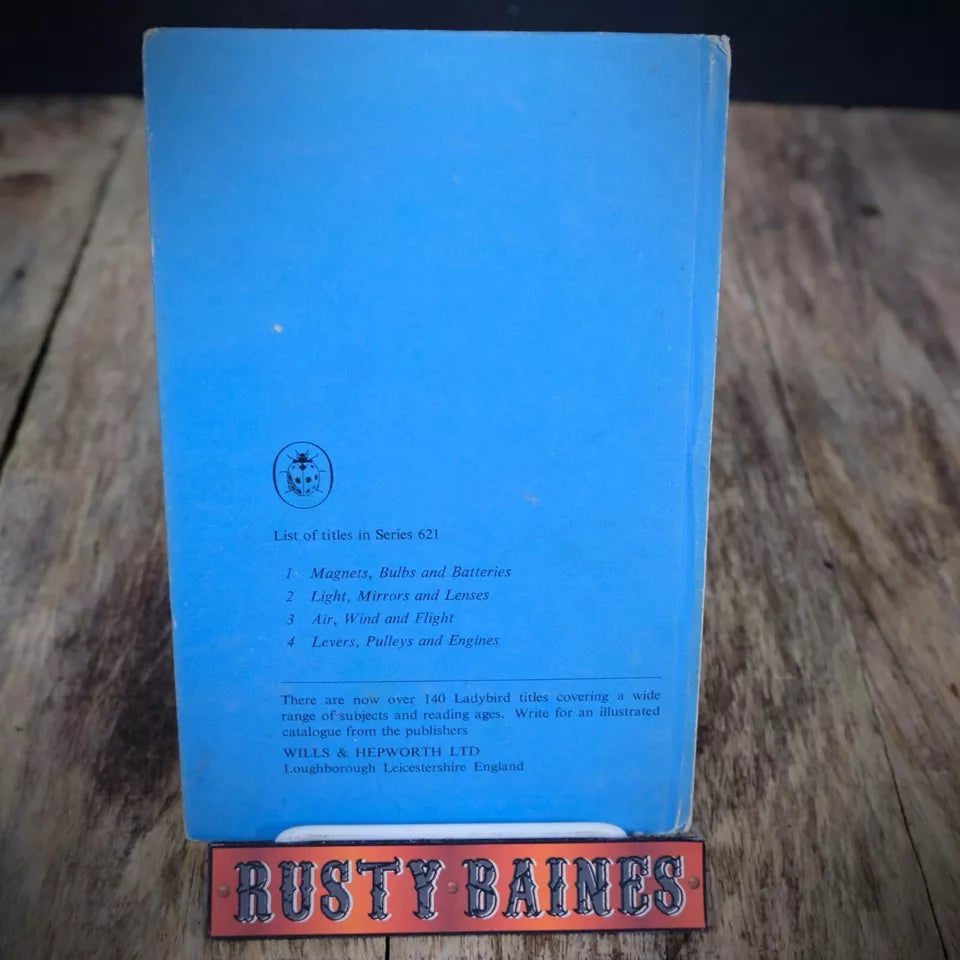 List of titles in Series 621
1 Magnets, Bulbs and Batteries
2 Light, Mirrors and Lenses
3 Air, Wind and Flight
4 Levers, Pulleys and Engines
There are now over 140 Ladybird titles covering a wide
range of subjects and reading ages. Write for an illustrated
catalogue from the publishers
WILLS & HEPWORTH LTD
Loughborough Leicestershire England
RUSTY BAINES